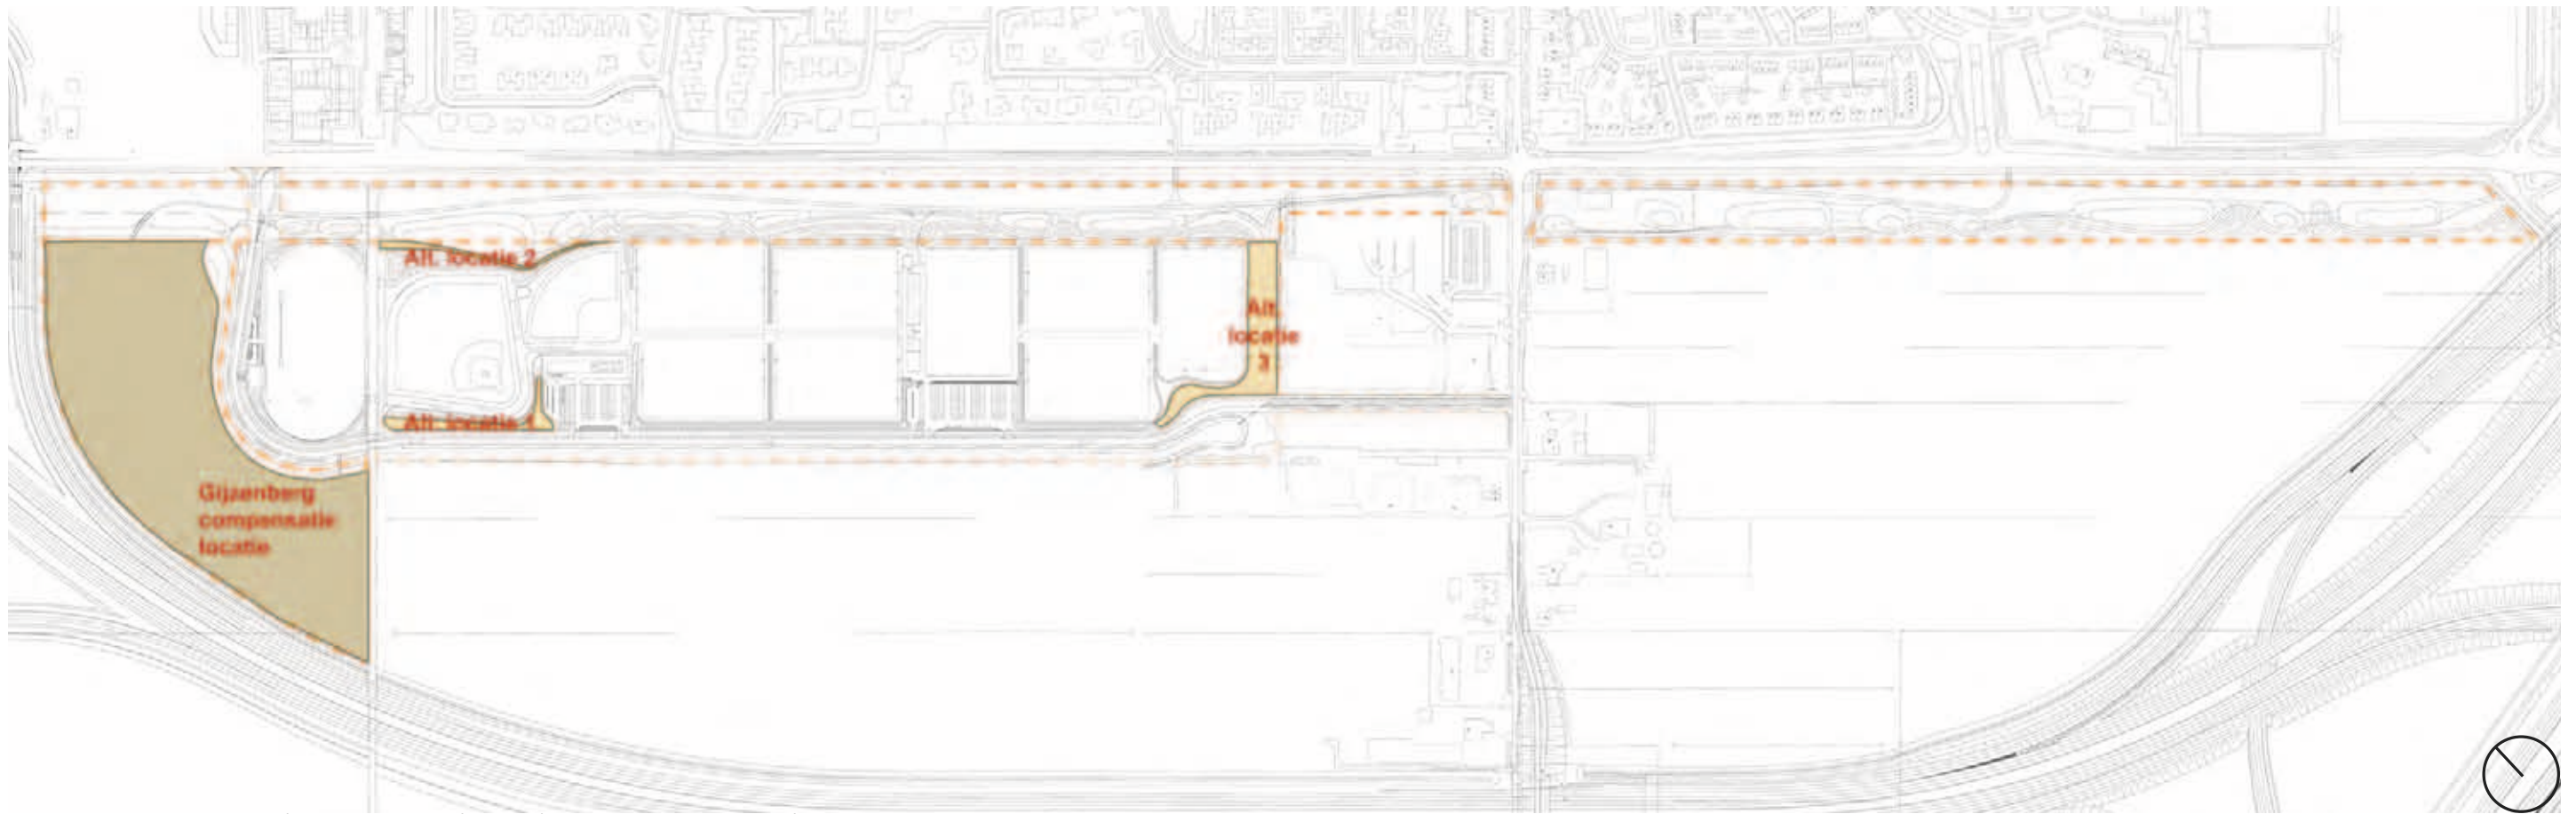 Alt. locatie 2
Alt.
locatie
3
Alt. locatie 1
Gijzenberg
compensatie
locatie